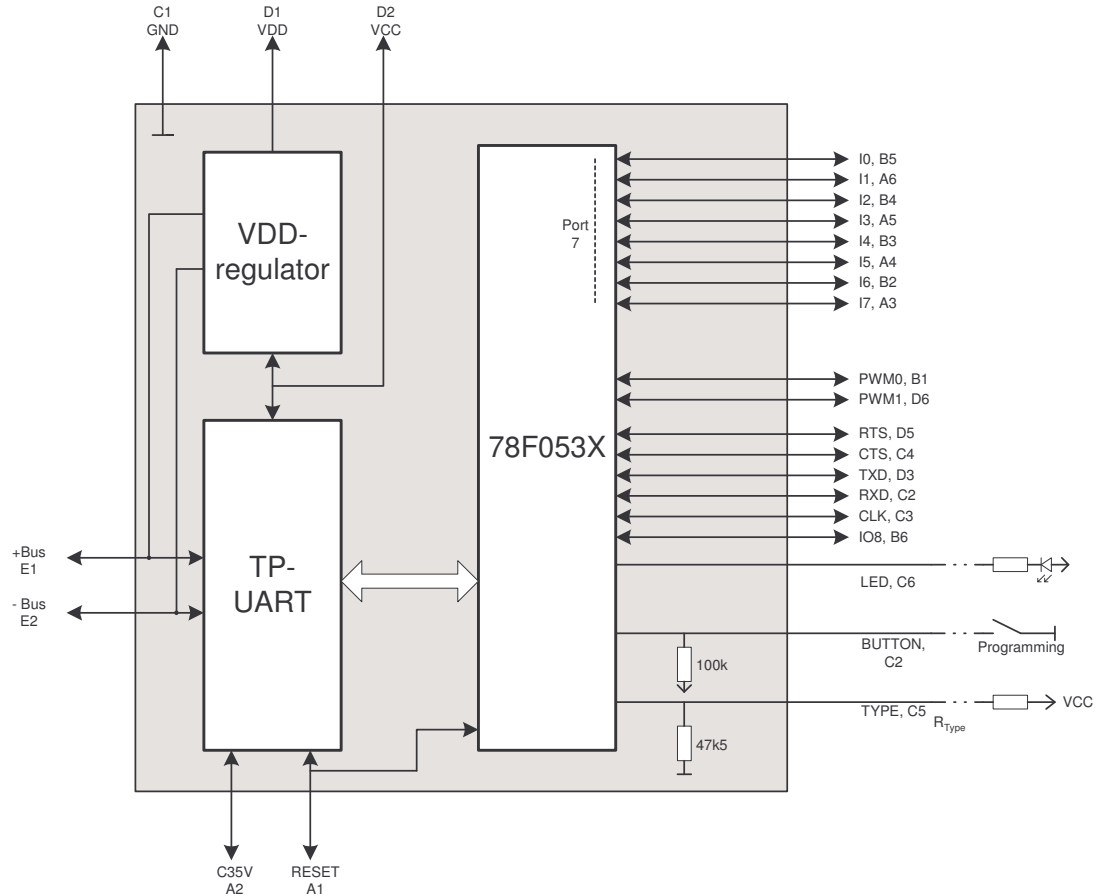 C1
GND
D1
VDD
D2
VCC
VDD-
regulator
Port
7
I0, B5
I1, A6
I2, B4
I3, A5
I4, B3
I5, A4
I6, B2
I7, A3
PWM0, B1
PWM1, D6
78F053X
RTS, D5
CTS, C4
TXD, D3
RXD, C2
CLK, C3
IO8, B6
+Bus
E1
- Bus
E2
TP-
UART
LED, C6
BUTTON,
C2
Programming
100k
TYPE, C5
RType
VCC
47k5
C35V
A2
RESET
A1